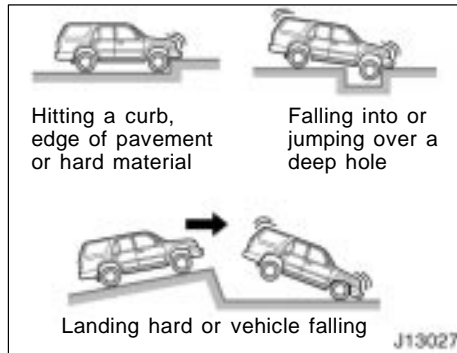 Hitting a curb,
edge of pavement
or hard material
Falling into or
jumping over a
deep hole
Landing hard or vehicle falling
J13027